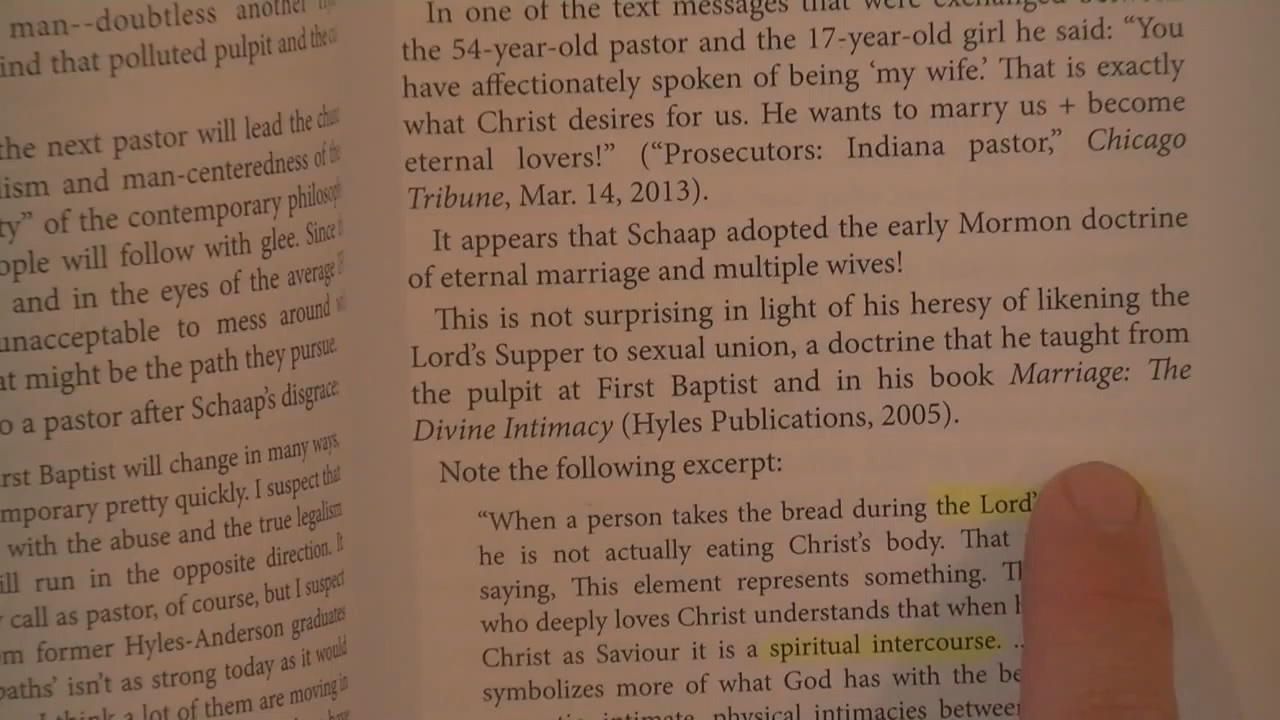 man--doubtless another
ind that polluted pulpit and the
the next pastor will lead the
lism and man-centeredness of
ty” of the contemporary
ople will follow with glee. Since
and in the eyes of the average
unacceptable to mess around
at might be the path they pursue.
o a pastor after Schaap's disgrace.
rst Baptist will change in many ways,
mporary pretty quickly. I suspect that
with the abuse and the true legalism
ill run in the opposite direction. It
call as pastor, of course, but I suspect
m former Hyles-Anderson graduates
paths' isn't as strong today as it would
I think a lot of them are moving in
In one of the text messages that were exchanged
the 54-year-old pastor and the 17-year-old girl he said: “You
have affectionately spoken of being ‘my wife.’ That is exactly
what Christ desires for us. He wants to marry us + become
eternal lovers!” (“Prosecutors: Indiana pastor,” Chicago
Tribune, Mar. 14, 2013).
It appears that Schaap adopted the early Mormon doctrine
of eternal marriage and multiple wives!
This is not surprising in light of his heresy of likening the
Lord’s Supper to sexual union, a doctrine that he taught from
the pulpit at First Baptist and in his book Marriage: The
Divine Intimacy (Hyles Publications, 2005).
Note the following excerpt:
“When a person takes the bread during the Lord’
he is not actually eating Christ’s body. That
saying, This element represents something.
who deeply loves Christ understands that when
Christ as Saviour it is a spiritual intercourse. ..
symbolizes more of what God has with the be
intimate, physical intimacies between